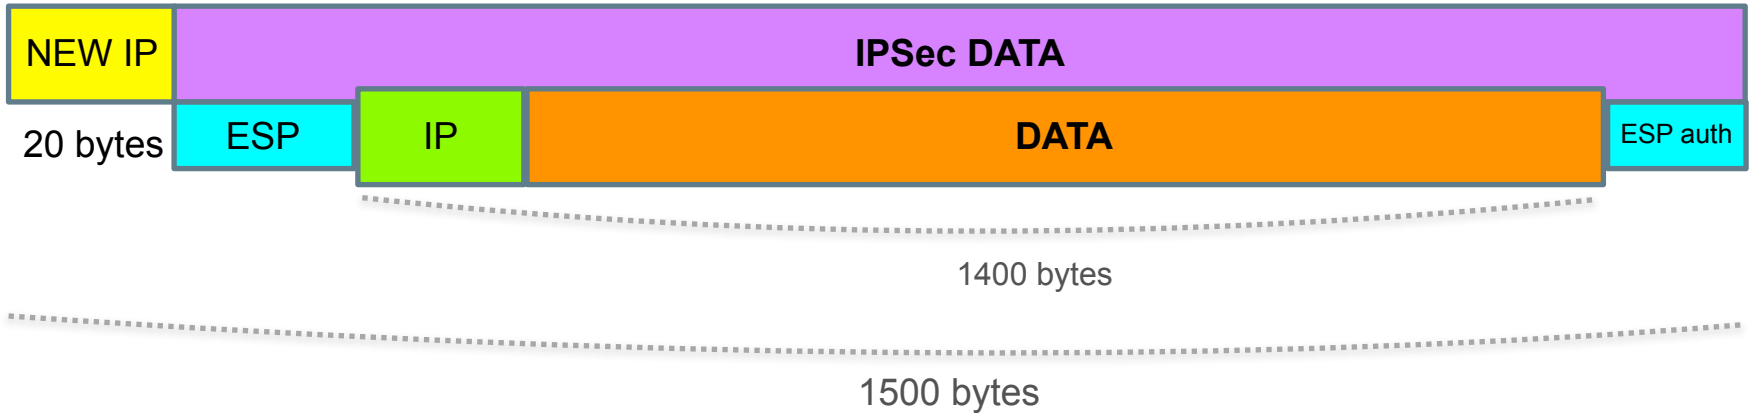 NEW IP
IPSec DATA
20 bytes
ESP
IP
DATA
ESP auth
1400 bytes
1500 bytes